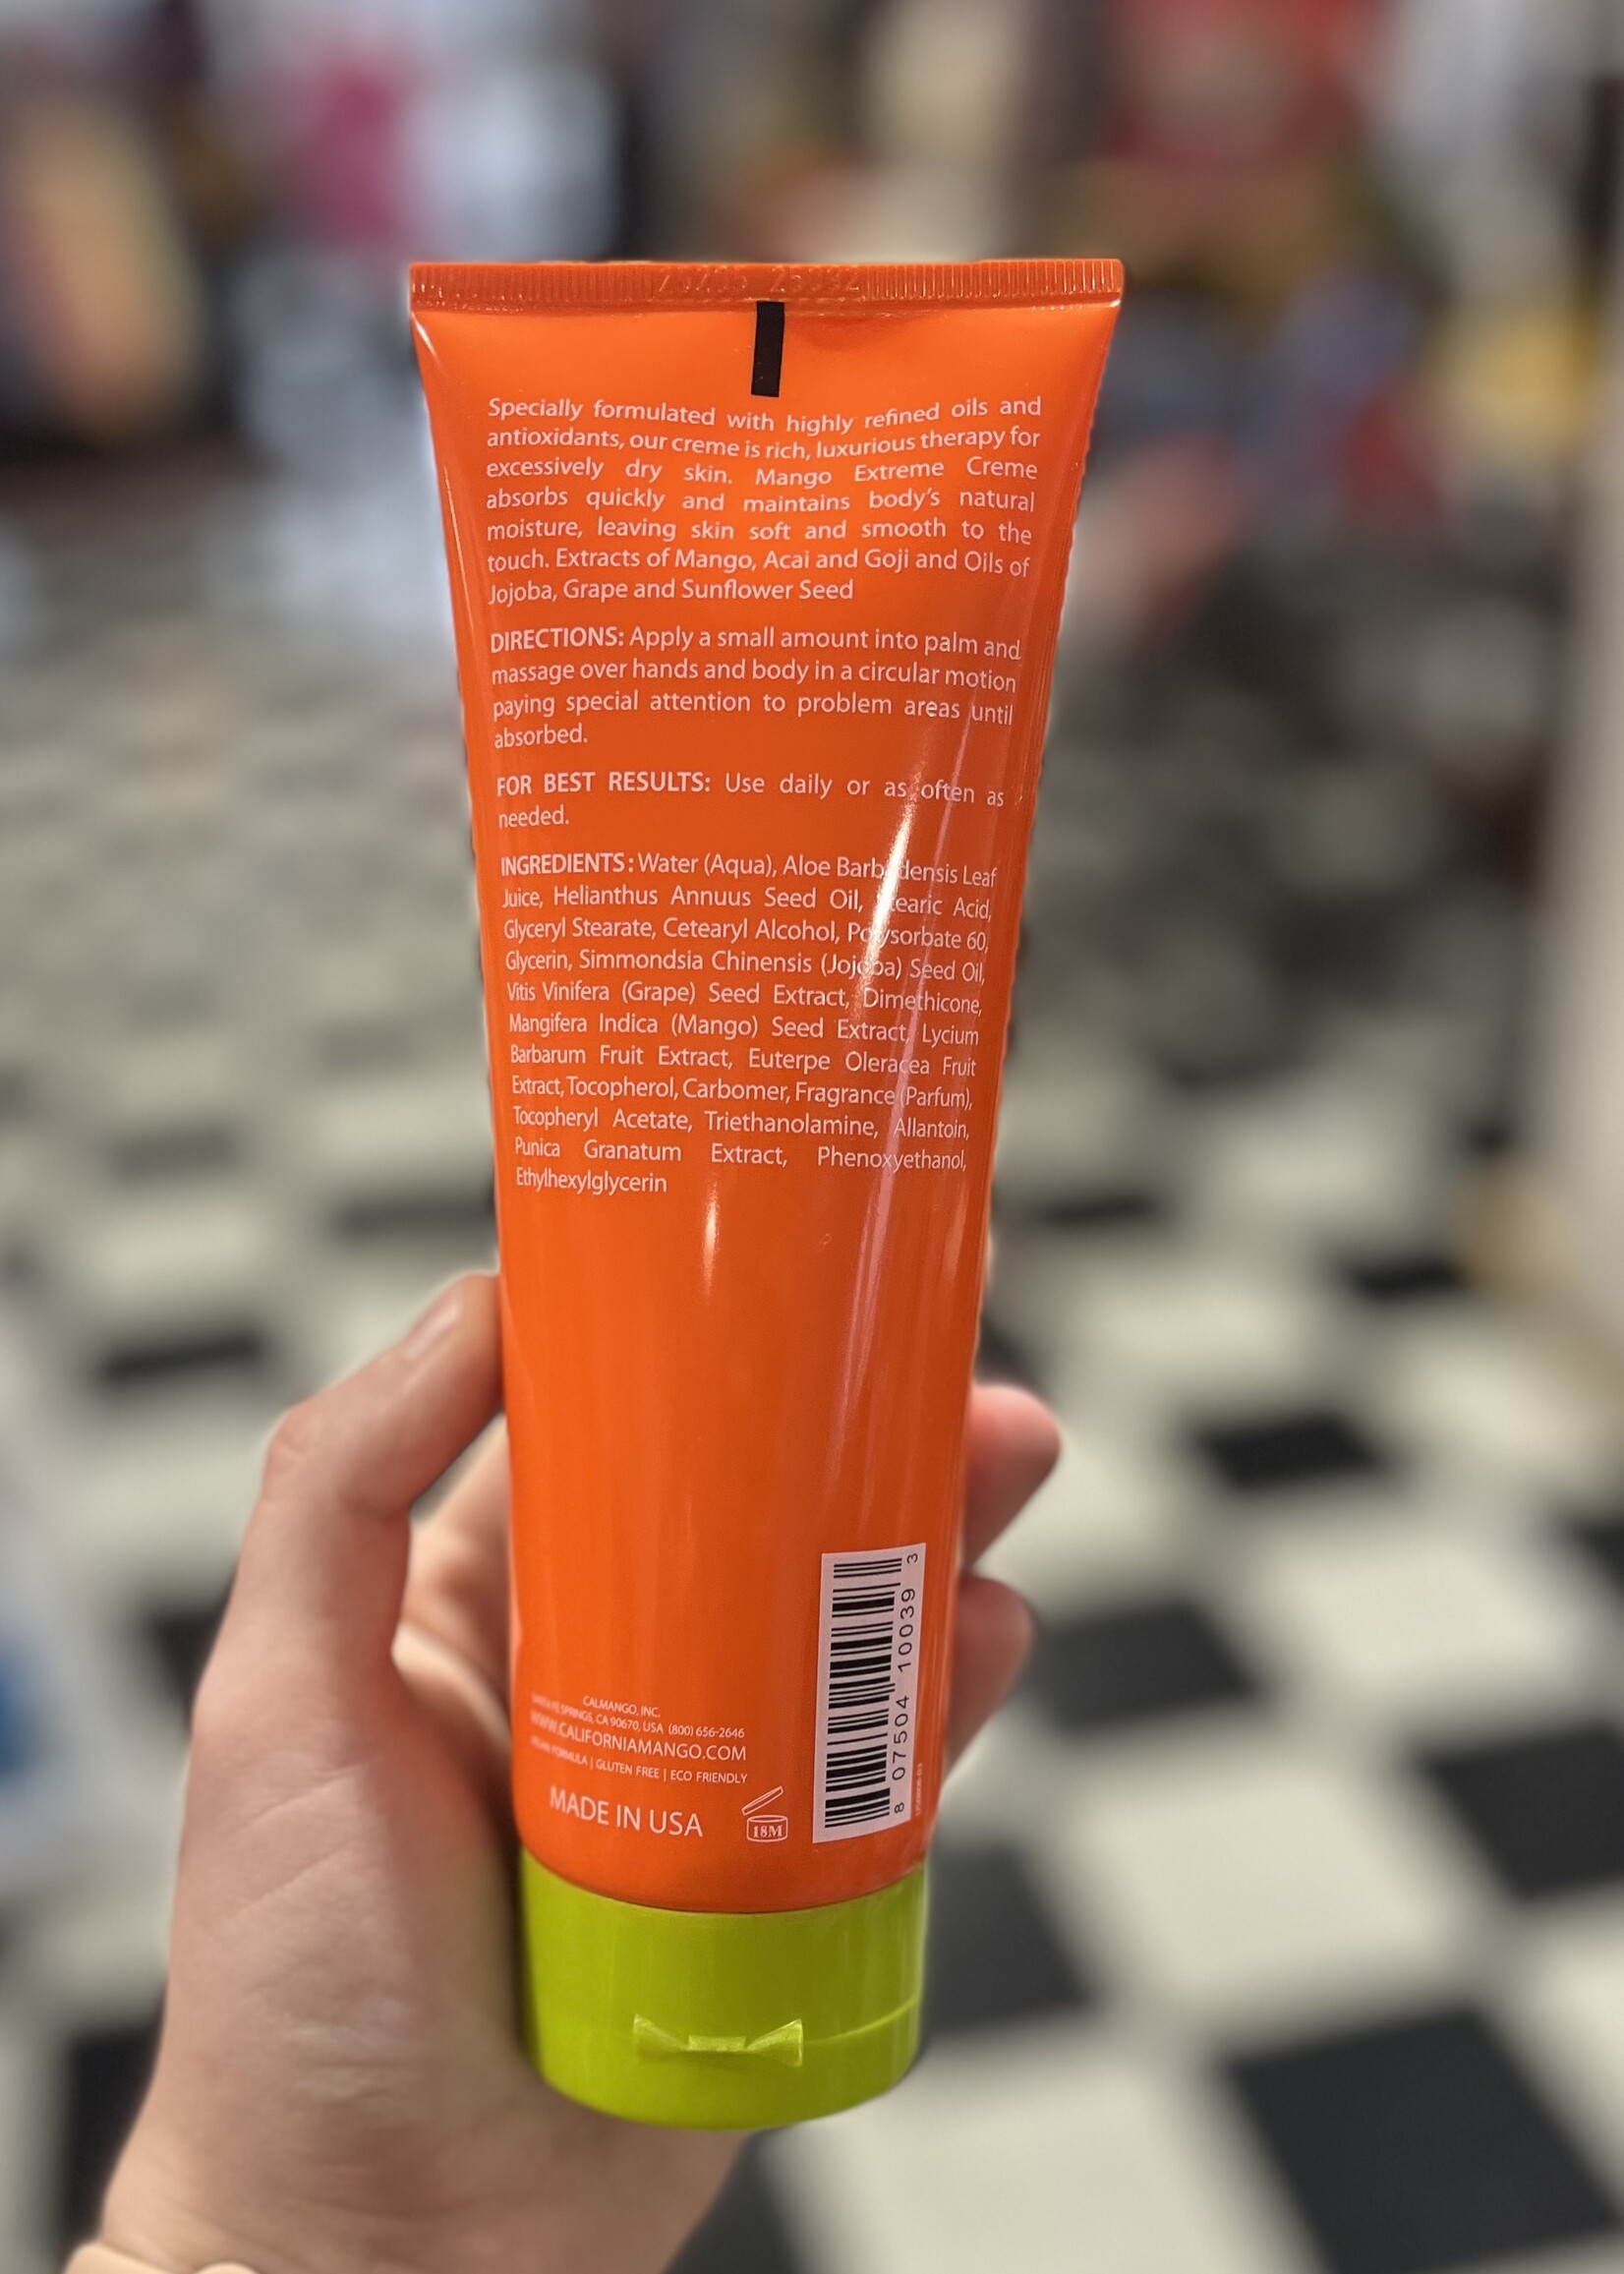 Specially formulated with highly refined oils and
antioxidants, our creme is rich, luxurious therapy for
excessively dry skin. Mango Extreme Creme
absorbs quickly and maintains body's natural
moisture, leaving skin soft and smooth to the
touch. Extracts of Mango, Acai and Goji and Oils of
Jojoba, Grape and Sunflower Seed
DIRECTIONS: Apply a small amount into palm and
massage over hands and body in a circular motion
paying special attention to problem areas until
absorbed.
FOR BEST RESULTS: Use daily or as often as
needed.
INGREDIENTS: Water (Aqua), Aloe Barbadensis Leaf
Juice, Helianthus Annuus Seed Oil, Stearic Acid,
Glyceryl Stearate, Cetearyl Alcohol, Polysorbate 60,
Glycerin, Simmondsia Chinensis (Jojoba) Seed Oil,
Vitis Vinifera (Grape) Seed Extract, Dimethicone,
Mangifera Indica (Mango) Seed Extract, Lycium
Barbarum Fruit Extract, Euterpe Oleracea Fruit
Extract, Tocopherol, Carbomer, Fragrance (Parfum),
Tocopheryl Acetate, Triethanolamine, Allantoin,
Punica Granatum Extract, Phenoxyethanol,
Ethylhexylglycerin
CALMANGO, INC.
SANTA FE SPRINGS, CA 90670, USA (800) 656-2646
WWW.CALIFORNIAMANGO.COM
VEGAN FORMULA | GLUTEN FREE | ECO FRIENDLY
MADE IN USA
18M
8 07504 10039 3